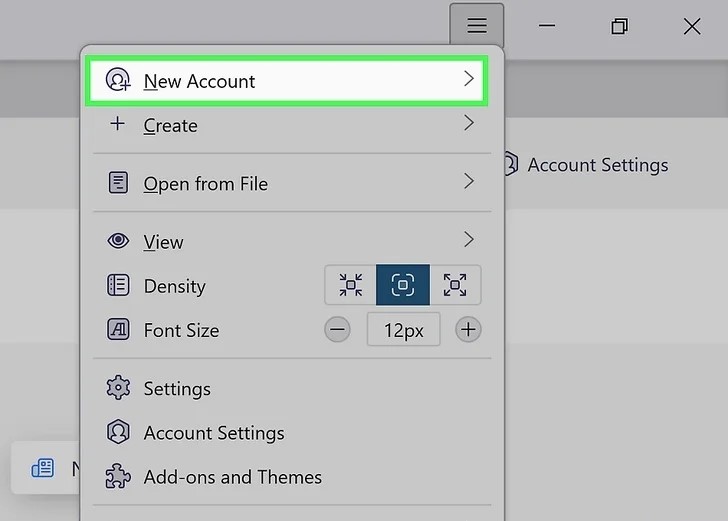 New Account
Create
Account Settings
Open from File
View
Density
Font Size
12px
Settings
Account Settings
N
Add-ons and Themes